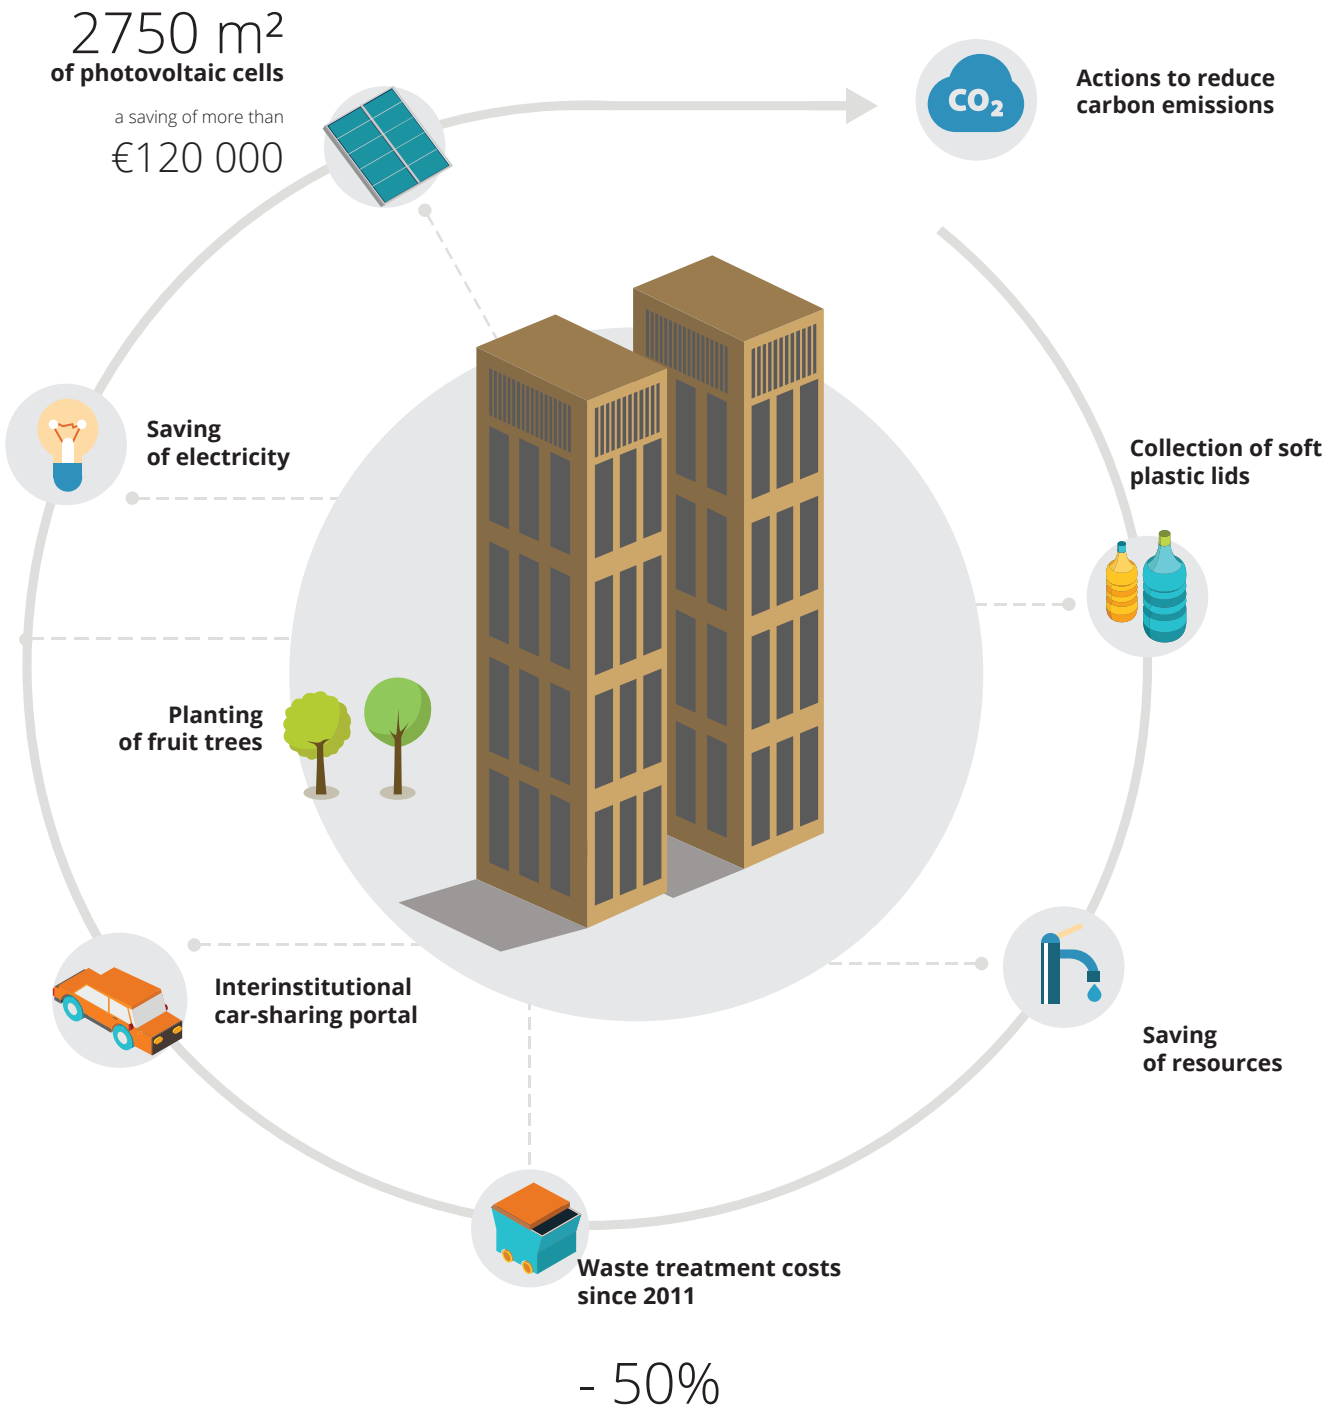 2750 m²
of photovoltaic cells
a saving of more than
€120 000
CO₂
Actions to reduce
carbon emissions
Saving
of electricity
Collection of soft
plastic lids
Planting
of fruit trees
Interinstitutional
car-sharing portal
Saving
of resources
Waste treatment costs
since 2011
- 50%